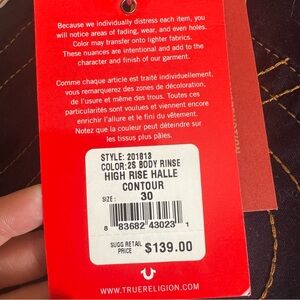 Because we individually distress each item, you
will notice areas of fading, wear, and even holes.
Color may transfer onto lighter fabrics.
These nuances are intentional and add to the
character and finish of our garment.
Comme chaque article est traité individuellement,
vous remarquerez des zones de décoloration,
de l'usure et même des trous. Toutes ces
particularités sont voulues et viennent encore
enrichir l'allure et le fini du vêtement.
Notez que la couleur peut déteindre sur
les tissus plus pâles.
STYLE: 201813
COLOR:2S BODY RINSE
HIGH RISE HALLE
CONTOUR
SIZE: 30
8 83682 43023 1
SUGG RETAIL
PRICE $139.00
WWW.TRUERELIGION.COM